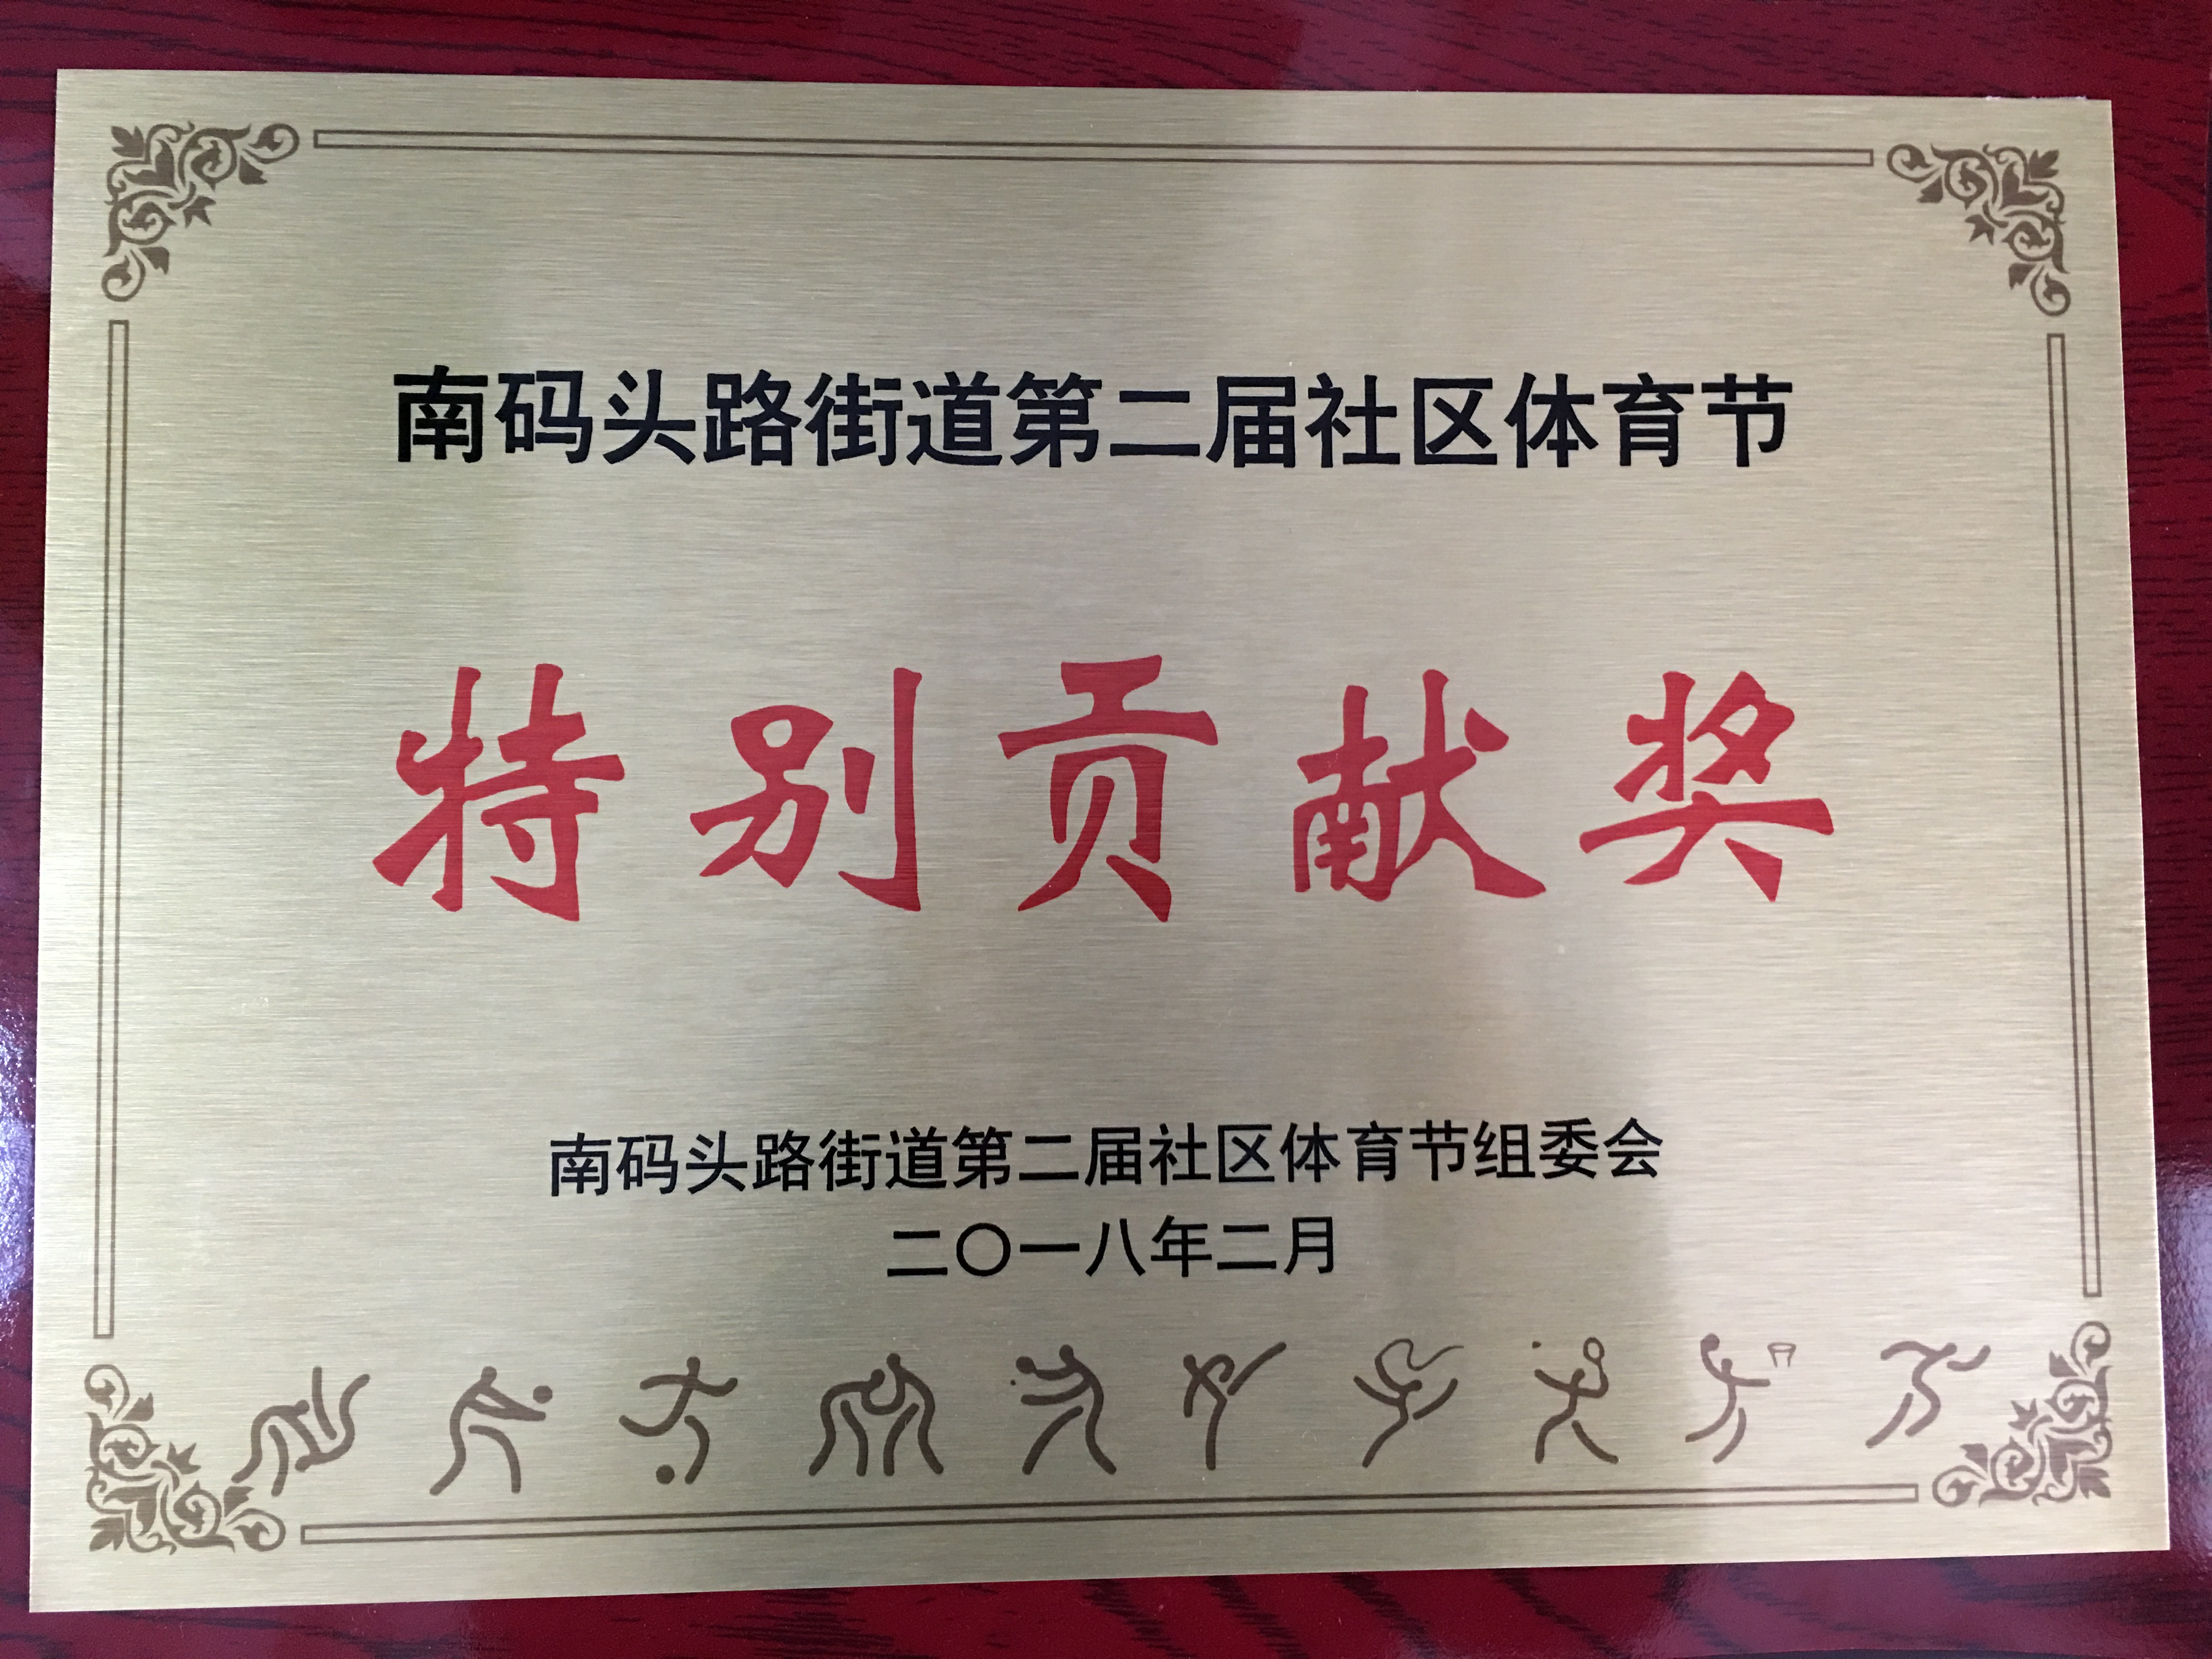 南码头路街道第二届社区体育节
特别贡献奖
南码头路街道第二届社区体育节组委会
二〇一八年二月